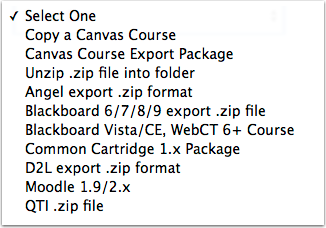 ✓ Select One
Copy a Canvas Course
Canvas Course Export Package
Unzip .zip file into folder
Angel export .zip format
Blackboard 6/7/8/9 export .zip file
Blackboard Vista/CE, WebCT 6+ Course
Common Cartridge 1.x Package
D2L export .zip format
Moodle 1.9/2.x
QTI .zip file